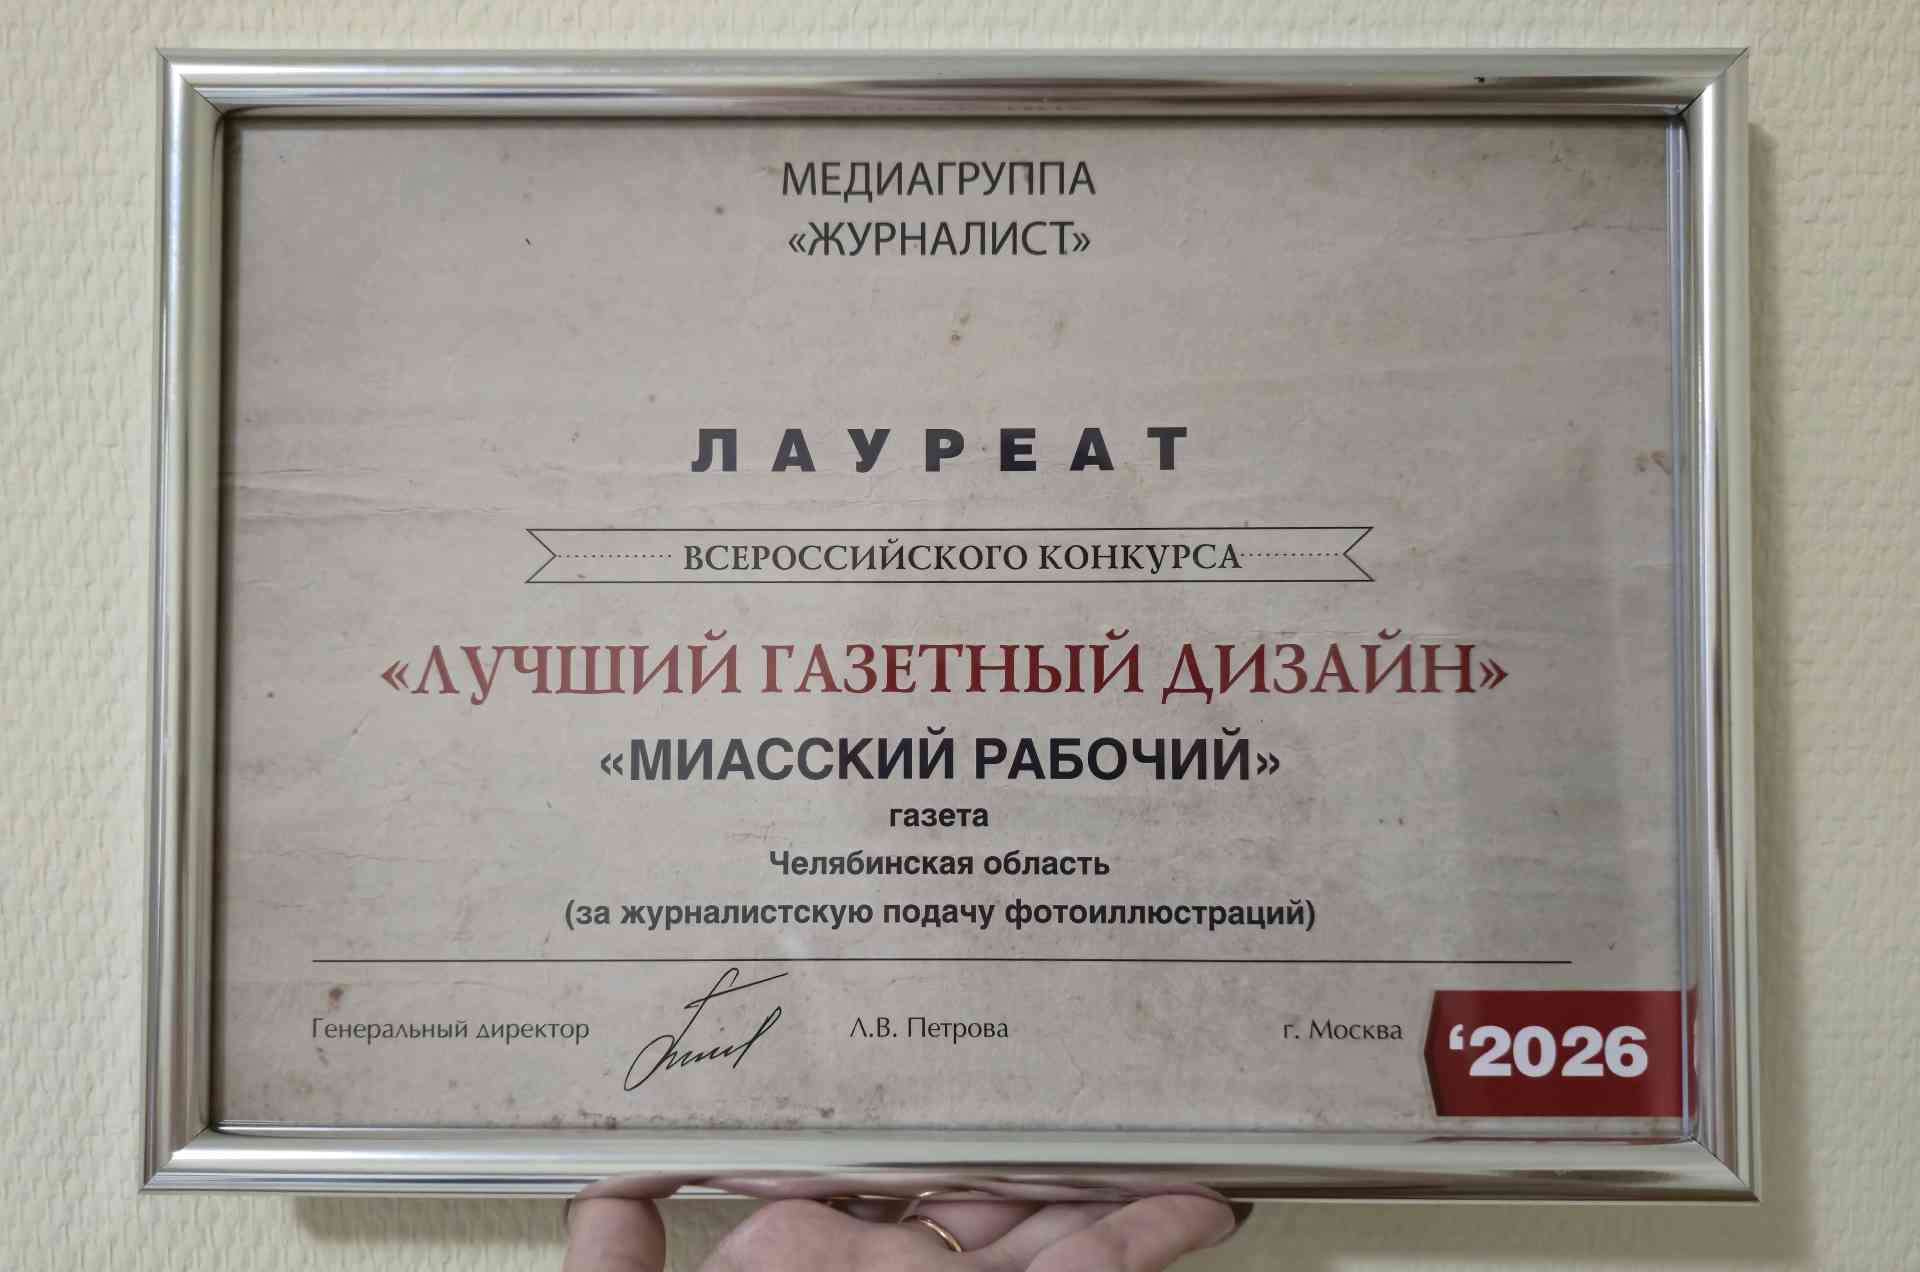 МЕДИАГРУППА
«ЖУРНАЛИСТ»
ЛАУРЕАТ
ВСЕРОССИЙСКОГО КОНКУРСА
«ЛУЧШИЙ ГАЗЕТНЫЙ ДИЗАЙН»
«МИАССКИЙ РАБОЧИЙ»
газета
Челябинская область
(за журналистскую подачу фотоиллюстраций)
Генеральный директор Л.В. Петрова г. Москва ‘2026